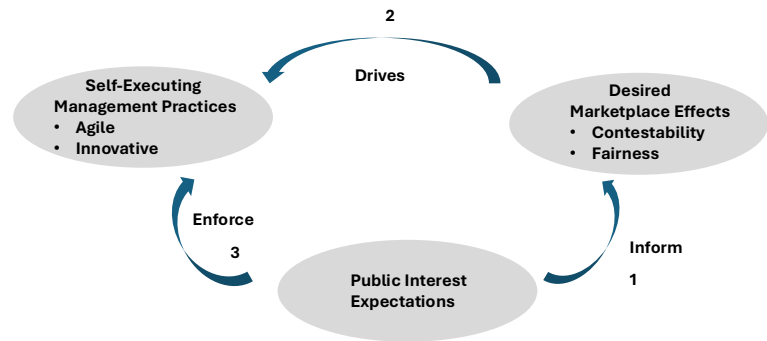 2
Drives
Self-Executing
Management Practices
• Agile
• Innovative
Desired
Marketplace Effects
• Contestability
• Fairness
Enforce
3
Inform
1
Public Interest
Expectations